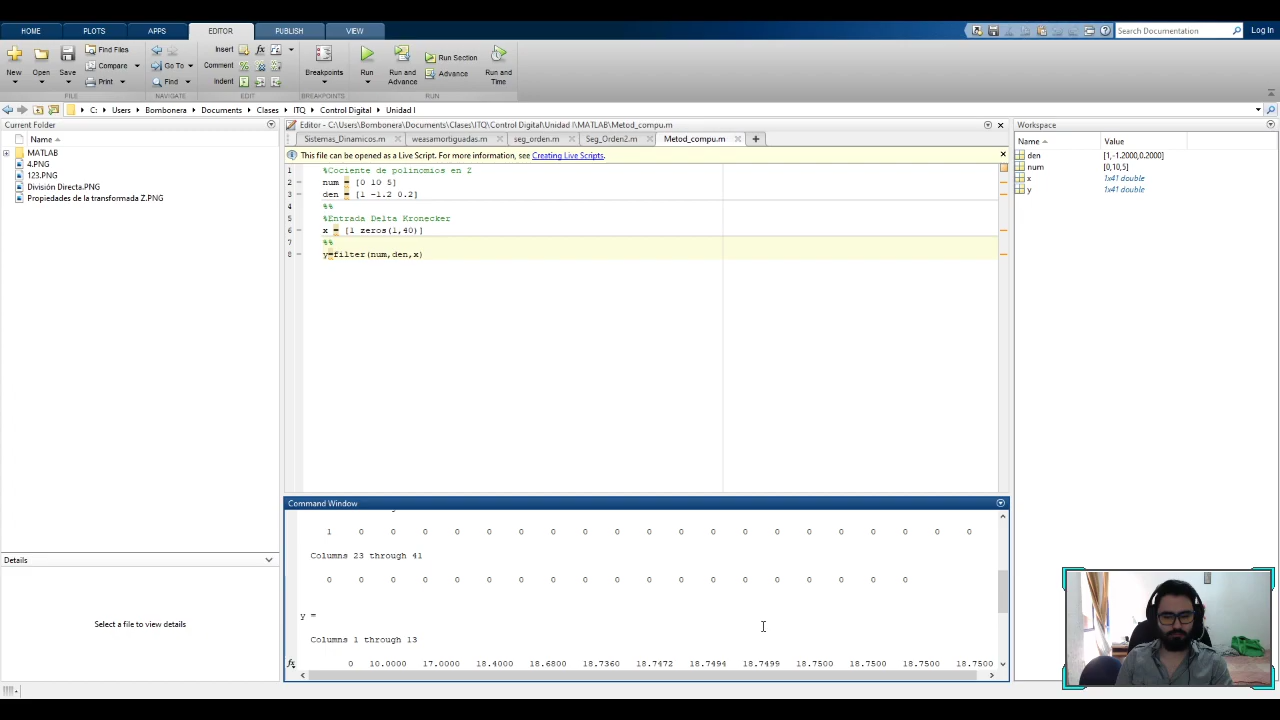 HOME PLOTS APPS EDITOR PUBLISH VIEW Search Documentation Log In
New Open Save Find Files Compare Print Go To Find Insert Comment Indent Breakpoints Run Run and Advance Run Section Advance Run and Time
FILE NAVIGATE EDIT BREAKPOINTS RUN
C: Users Bombonera Documents Clases ITQ Control Digital Unidad I
Current Folder
Name
MATLAB
4.PNG
123.PNG
División Directa.PNG
Propiedades de la transformada Z.PNG
Details
Select a file to view details
Editor - C:\Users\Bombonera\Documents\Clases\ITQ\Control Digital\Unidad I\MATLAB\Metod_compu.m
Sistemas_Dinamicos.m weasamortiguadas.m seg_orden.m Seg_Orden2.m Metod_compu.m
This file can be opened as a Live Script. For more information, see Creating Live Scripts.
1 %Cociente de polinomios en Z
2 num = [0 10 5]
3 den = [1 -1.2 0.2]
4 %%
5 %Entrada Delta Kronecker
6 x = [1 zeros(1,40)]
7 %%
8 y=filter(num,den,x)
Command Window
1 0 0 0 0 0 0 0 0 0 0 0 0 0 0 0 0 0 0 0 0
Columns 23 through 41
0 0 0 0 0 0 0 0 0 0 0 0 0 0 0 0 0 0 0
y =
Columns 1 through 13
0 10.0000 17.0000 18.4000 18.6800 18.7360 18.7472 18.7494 18.7499 18.7500 18.7500 18.7500 18.7500
fx
Workspace
Name Value
den [1,-1.2000,0.2000]
num [0,10,5]
x 1x41 double
y 1x41 double